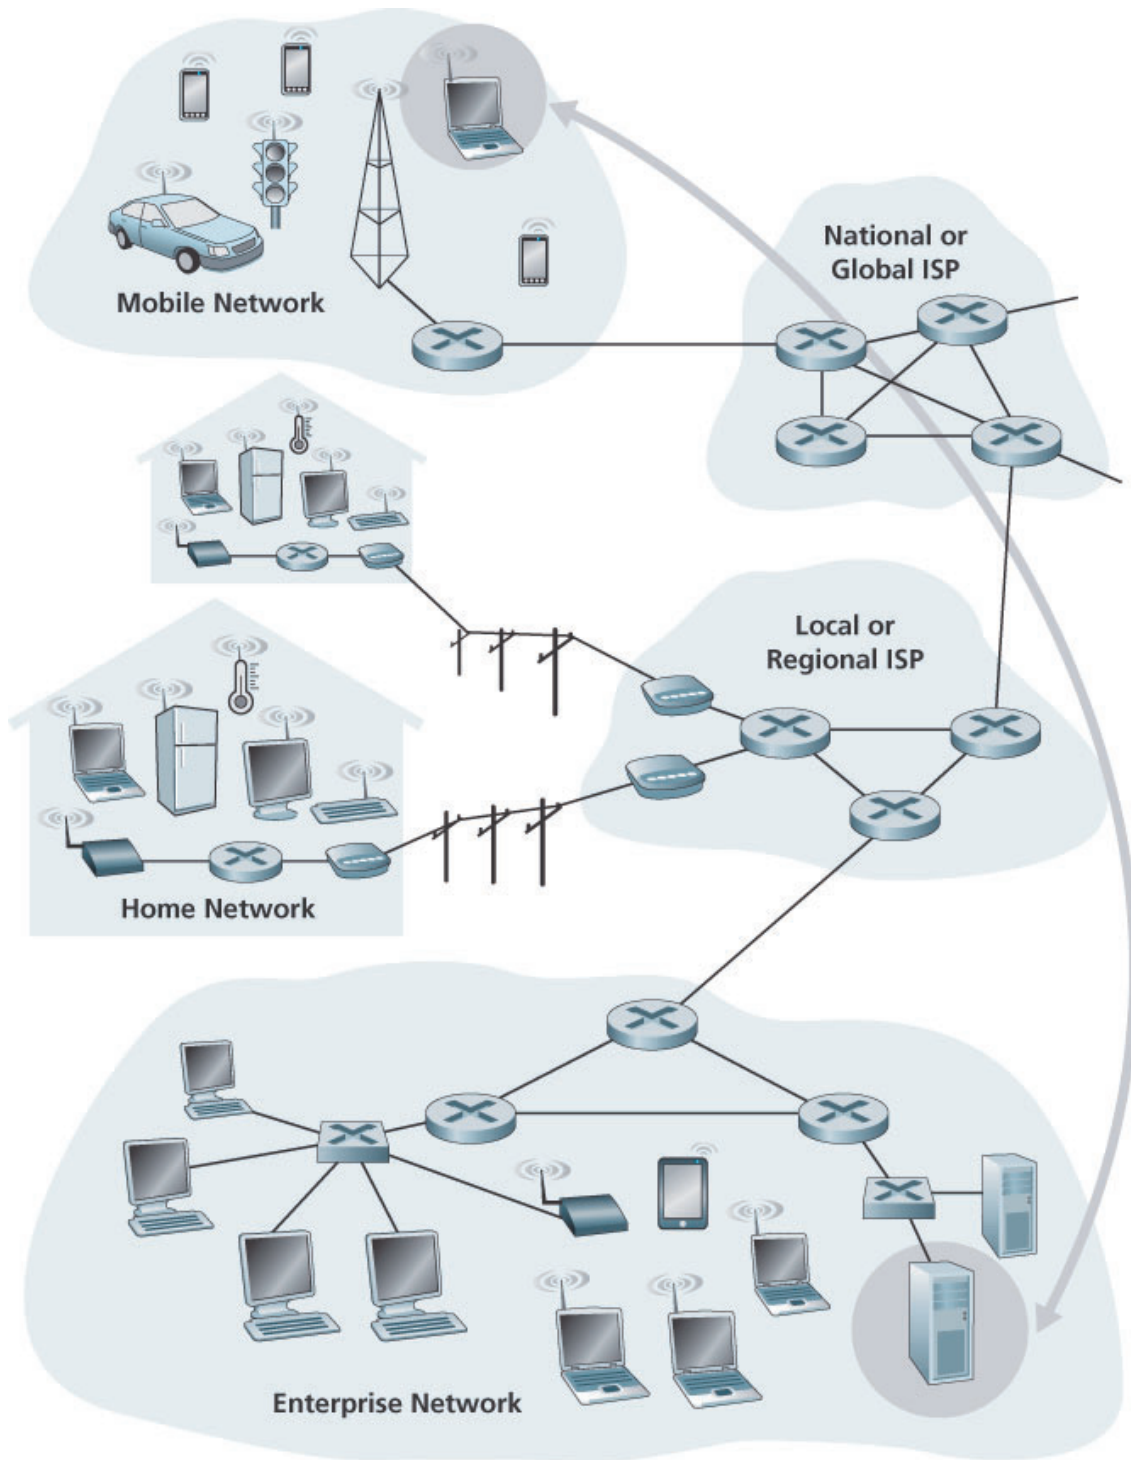 Mobile Network
National or
Global ISP
Local or
Regional ISP
Home Network
Enterprise Network